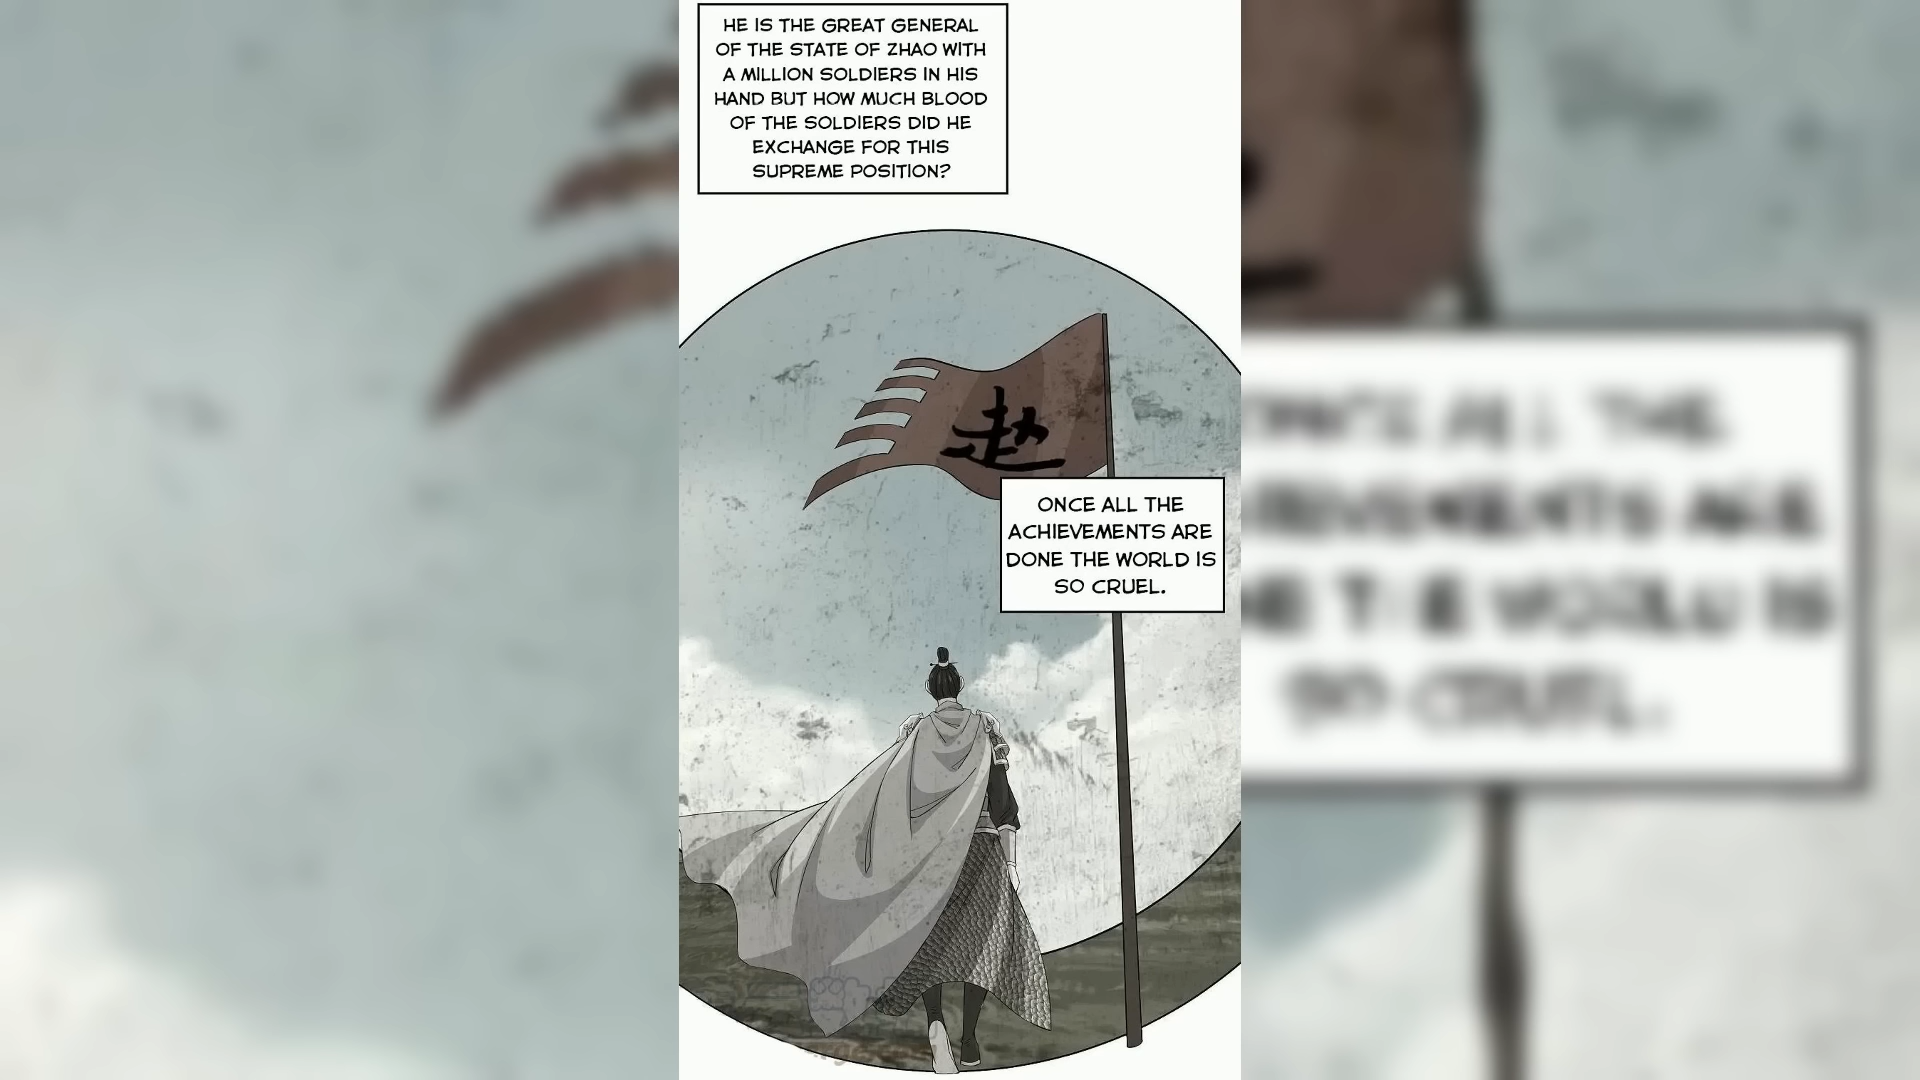 HE IS THE GREAT GENERAL
OF THE STATE OF ZHAO WITH
A MILLION SOLDIERS IN HIS
HAND BUT HOW MUCH BLOOD
OF THE SOLDIERS DID HE
EXCHANGE FOR THIS
SUPREME POSITION?
赵
ONCE ALL THE
ACHIEVEMENTS ARE
DONE THE WORLD IS
SO CRUEL.